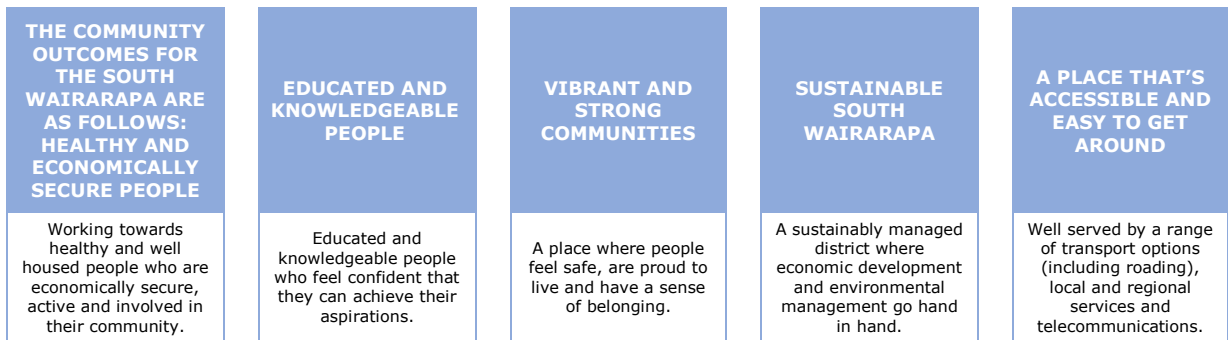 THE COMMUNITY
OUTCOMES FOR
THE SOUTH
WAIRARAPA ARE
AS FOLLOWS:
HEALTHY AND
ECONOMICALLY
SECURE PEOPLE
Working towards
healthy and well
housed people who are
economically secure,
active and involved in
their community.
EDUCATED AND
KNOWLEDGEABLE
PEOPLE
Educated and
knowledgeable people
who feel confident that
they can achieve their
aspirations.
VIBRANT AND
STRONG
COMMUNITIES
A place where people
feel safe, are proud to
live and have a sense
of belonging.
SUSTAINABLE
SOUTH
WAIRARAPA
A sustainably managed
district where
economic development
and environmental
management go hand
in hand.
A PLACE THAT’S
ACCESSIBLE AND
EASY TO GET
AROUND
Well served by a range
of transport options
(including roading),
local and regional
services and
telecommunications.